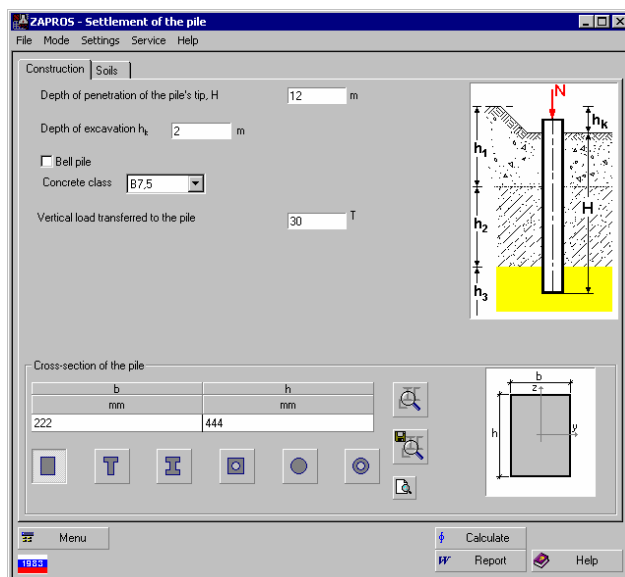 ZAPROS - Settlement of the pile
File Mode Settings Service Help
Construction Soils
Depth of penetration of the pile's tip, H 12 m
Depth of excavation hk 2 m
Bell pile
Concrete class B7,5
Vertical load transferred to the pile 30 T
N
hk
h1
H
h2
h3
Cross-section of the pile
b h
mm mm
222 444
b
z
y
h
Menu
Calculate
1983
W Report
Help